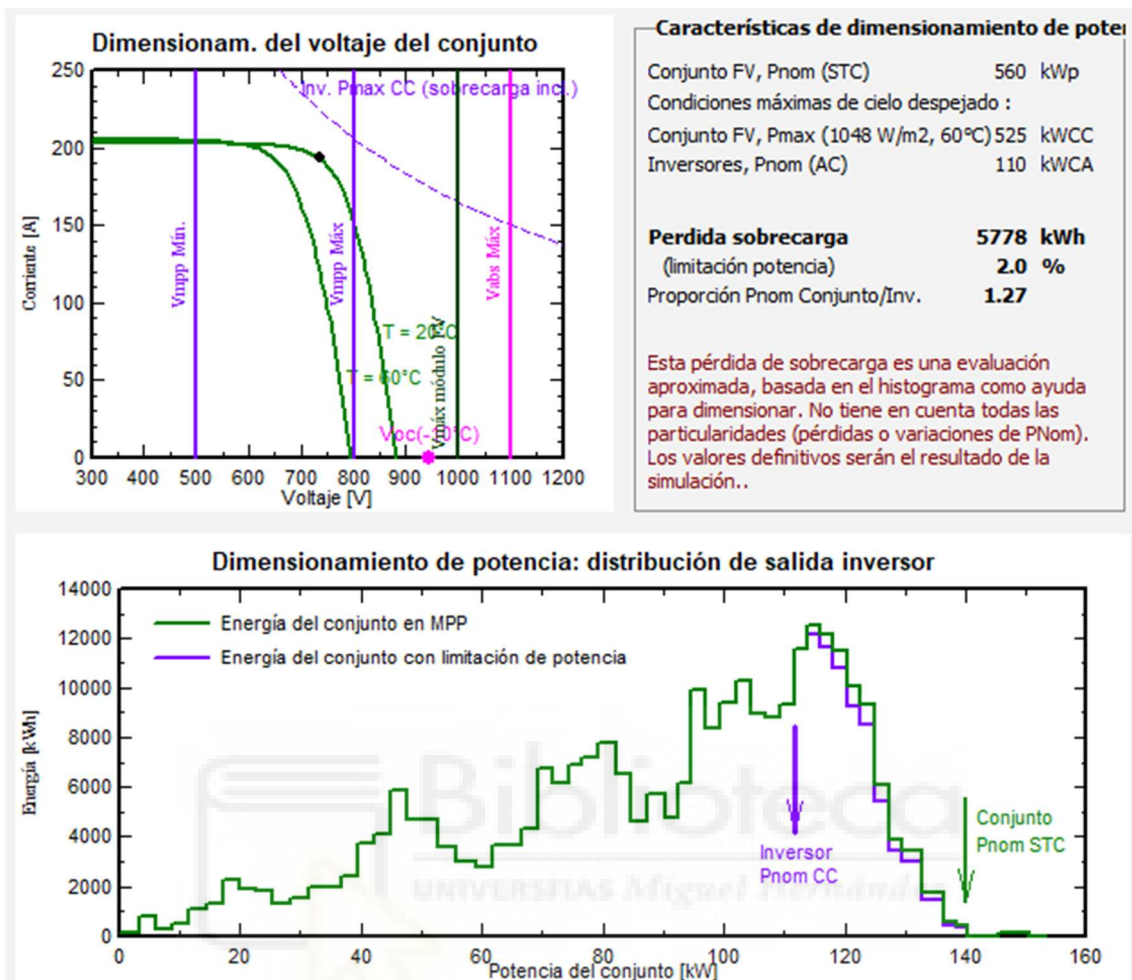 Dimensionam. del voltaje del conjunto
250
200
150
100
50
0
Corriente [A]
Inv. Pmax CC (sobrecarga incl.)
Vmpp Mín.
Vmpp Máx
Vmáx módulo FV
Vabs Máx
T = 20°C
T = 60°C
Voc(-10°C)
300 400 500 600 700 800 900 1000 1100 1200
Voltaje [V]
Características de dimensionamiento de poter
Conjunto FV, Pnom (STC) 560 kWp
Condiciones máximas de cielo despejado :
Conjunto FV, Pmax (1048 W/m2, 60°C) 525 kWCC
Inversores, Pnom (AC) 110 kWCA
Perdida sobrecarga 5778 kWh
(limitación potencia) 2.0 %
Proporción Pnom Conjunto/Inv. 1.27
Esta pérdida de sobrecarga es una evaluación
aproximada, basada en el histograma como ayuda
para dimensionar. No tiene en cuenta todas las
particularidades (pérdidas o variaciones de PNom).
Los valores definitivos serán el resultado de la
simulación..
Dimensionamiento de potencia: distribución de salida inversor
14000
12000
10000
8000
6000
4000
2000
0
Energía [kWh]
Energía del conjunto en MPP
Energía del conjunto con limitación de potencia
Inversor
Pnom CC
Conjunto
Pnom STC
Biblioteca
UNIVERSITAS Miguel Hernández
0 20 40 60 80 100 120 140 160
Potencia del conjunto [kW]